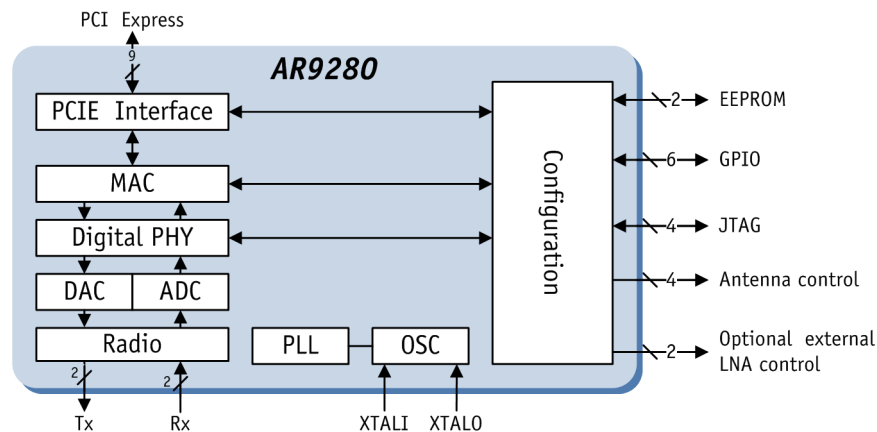 PCI Express
9
AR9280
PCIE Interface
2
EEPROM
6
GPIO
MAC
Configuration
Digital PHY
4
JTAG
DAC
ADC
4
Antenna control
Radio
PLL
OSC
2
Optional external
LNA control
2
2
Tx
Rx
XTALI
XTALO